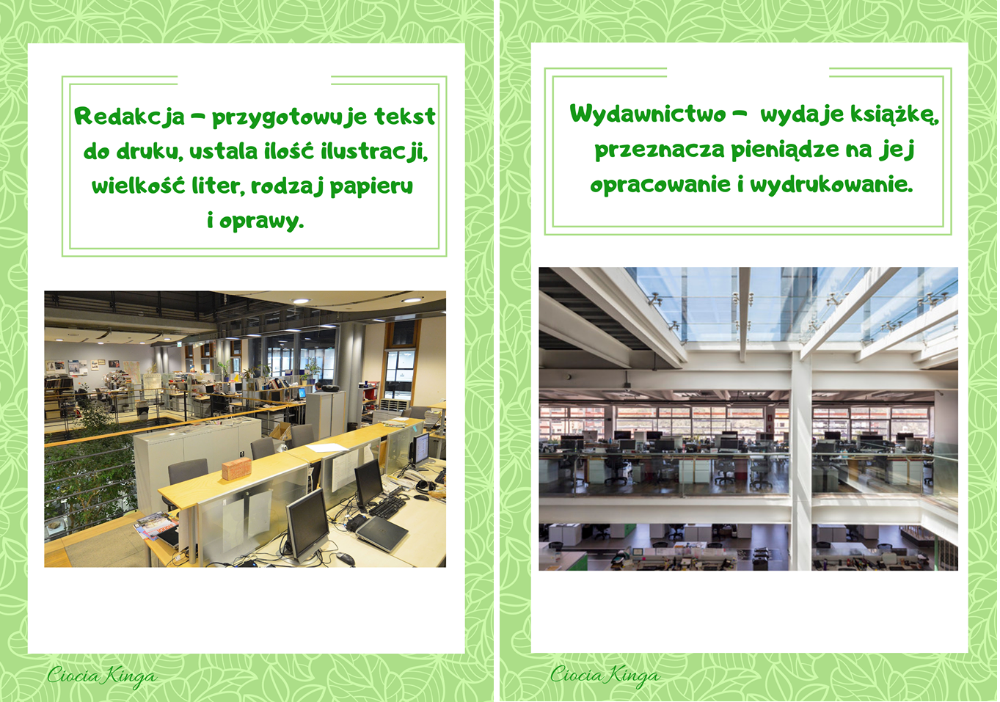 Redakcja – przygotowuje tekst
do druku, ustala ilość ilustracji,
wielkość liter, rodzaj papieru
i oprawy.
Ciocia Kinga
Wydawnictwo – wydaje książkę,
przeznacza pieniądze na jej
opracowanie i wydrukowanie.
Ciocia Kinga